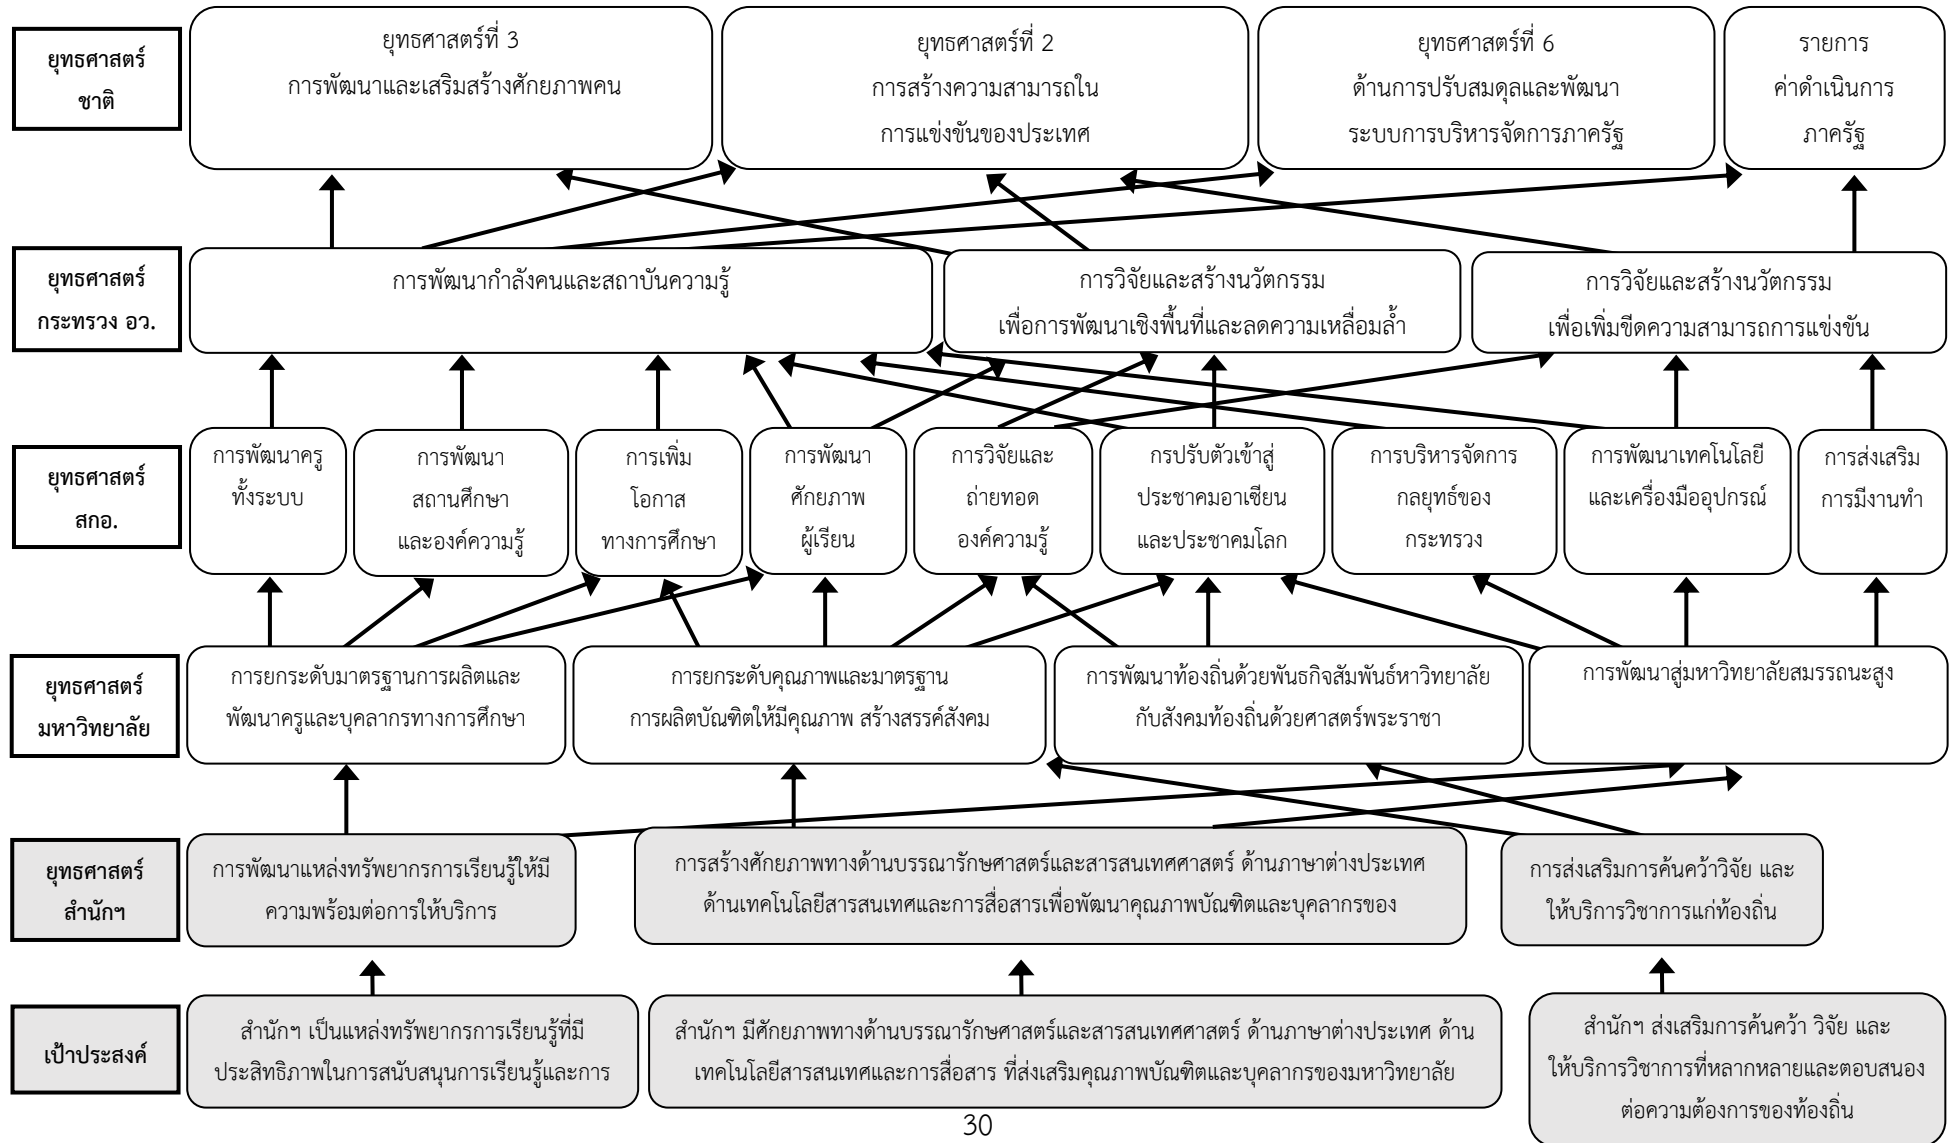 ยุทธศาสตร์
ชาติ
ยุทธศาสตร์ที่ 3
การพัฒนาและเสริมสร้างศักยภาพคน
ยุทธศาสตร์ที่ 2
การสร้างความสามารถใน
การแข่งขันของประเทศ
ยุทธศาสตร์ที่ 6
ด้านการปรับสมดุลและพัฒนา
ระบบการบริหารจัดการภาครัฐ
รายการ
ค่าดำเนินการ
ภาครัฐ
ยุทธศาสตร์
กระทรวง อว.
การพัฒนากำลังคนและสถาบันความรู้
การวิจัยและสร้างนวัตกรรม
เพื่อการพัฒนาเชิงพื้นที่และลดความเหลื่อมล้ำ
การวิจัยและสร้างนวัตกรรม
เพื่อเพิ่มขีดความสามารถการแข่งขัน
ยุทธศาสตร์
สกอ.
การพัฒนาครู
ทั้งระบบ
การพัฒนา
สถานศึกษา
และองค์ความรู้
การเพิ่ม
โอกาส
ทางการศึกษา
การพัฒนา
ศักยภาพ
ผู้เรียน
การวิจัยและ
ถ่ายทอด
องค์ความรู้
กรปรับตัวเข้าสู่
ประชาคมอาเซียน
และประชาคมโลก
การบริหารจัดการ
กลยุทธ์ของ
กระทรวง
การพัฒนาเทคโนโลยี
และเครื่องมืออุปกรณ์
การส่งเสริม
การมีงานทำ
ยุทธศาสตร์
มหาวิทยาลัย
การยกระดับมาตรฐานการผลิตและ
พัฒนาครูและบุคลากรทางการศึกษา
การยกระดับคุณภาพและมาตรฐาน
การผลิตบัณฑิตให้มีคุณภาพ สร้างสรรค์สังคม
การพัฒนาท้องถิ่นด้วยพันธกิจสัมพันธ์หาวิทยาลัย
กับสังคมท้องถิ่นด้วยศาสตร์พระราชา
การพัฒนาสู่มหาวิทยาลัยสมรรถนะสูง
ยุทธศาสตร์
สำนักฯ
การพัฒนาแหล่งทรัพยากรการเรียนรู้ให้มี
ความพร้อมต่อการให้บริการ
การสร้างศักยภาพทางด้านบรรณารักษศาสตร์และสารสนเทศศาสตร์ ด้านภาษาต่างประเทศ
ด้านเทคโนโลยีสารสนเทศและการสื่อสารเพื่อพัฒนาคุณภาพบัณฑิตและบุคลากรของ
การส่งเสริมการค้นคว้าวิจัย และ
ให้บริการวิชาการแก่ท้องถิ่น
เป้าประสงค์
สำนักฯ เป็นแหล่งทรัพยากรการเรียนรู้ที่มี
ประสิทธิภาพในการสนับสนุนการเรียนรู้และการ
สำนักฯ มีศักยภาพทางด้านบรรณารักษศาสตร์และสารสนเทศศาสตร์ ด้านภาษาต่างประเทศ ด้าน
เทคโนโลยีสารสนเทศและการสื่อสาร ที่ส่งเสริมคุณภาพบัณฑิตและบุคลากรของมหาวิทยาลัย
สำนักฯ ส่งเสริมการค้นคว้า วิจัย และ
ให้บริการวิชาการที่หลากหลายและตอบสนอง
ต่อความต้องการของท้องถิ่น
30